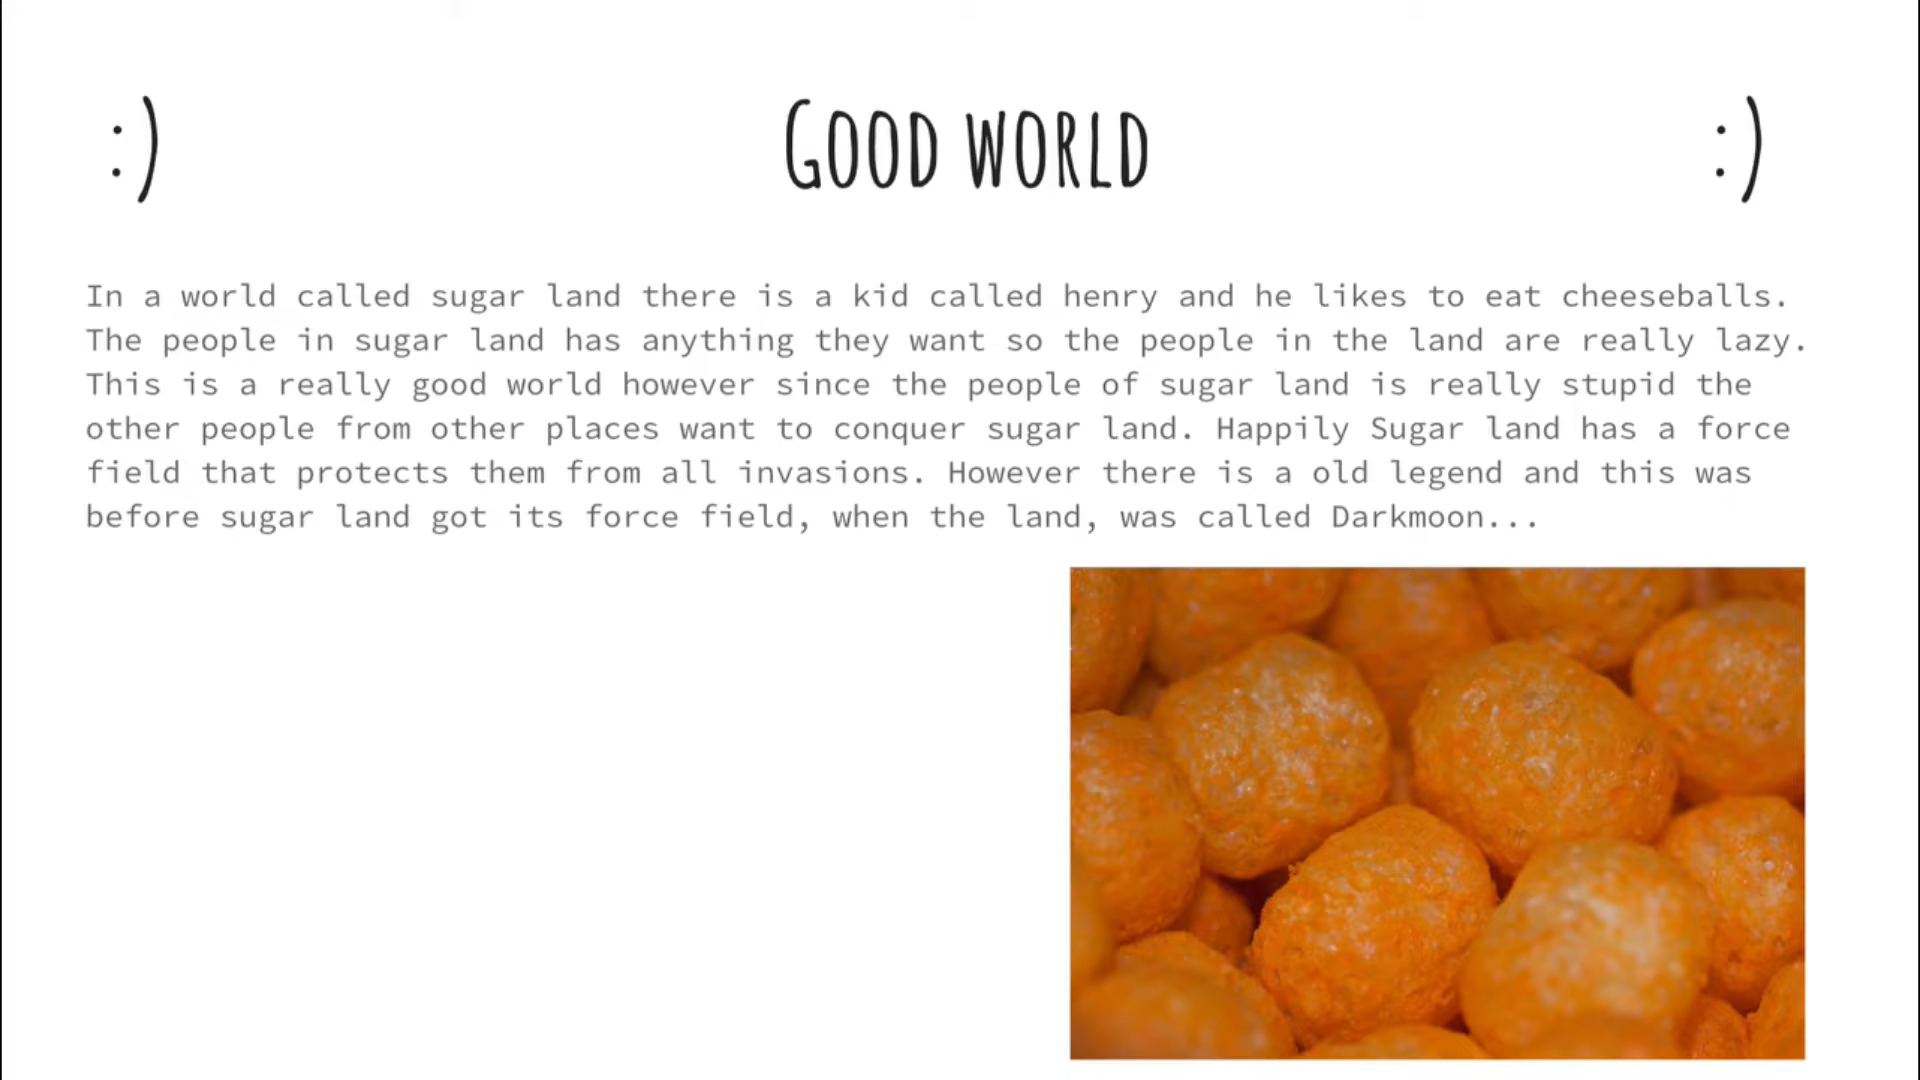 :) Good world :)
In a world called sugar land there is a kid called henry and he likes to eat cheeseballs.
The people in sugar land has anything they want so the people in the land are really lazy.
This is a really good world however since the people of sugar land is really stupid the
other people from other places want to conquer sugar land. Happily Sugar land has a force
field that protects them from all invasions. However there is a old legend and this was
before sugar land got its force field, when the land, was called Darkmoon...